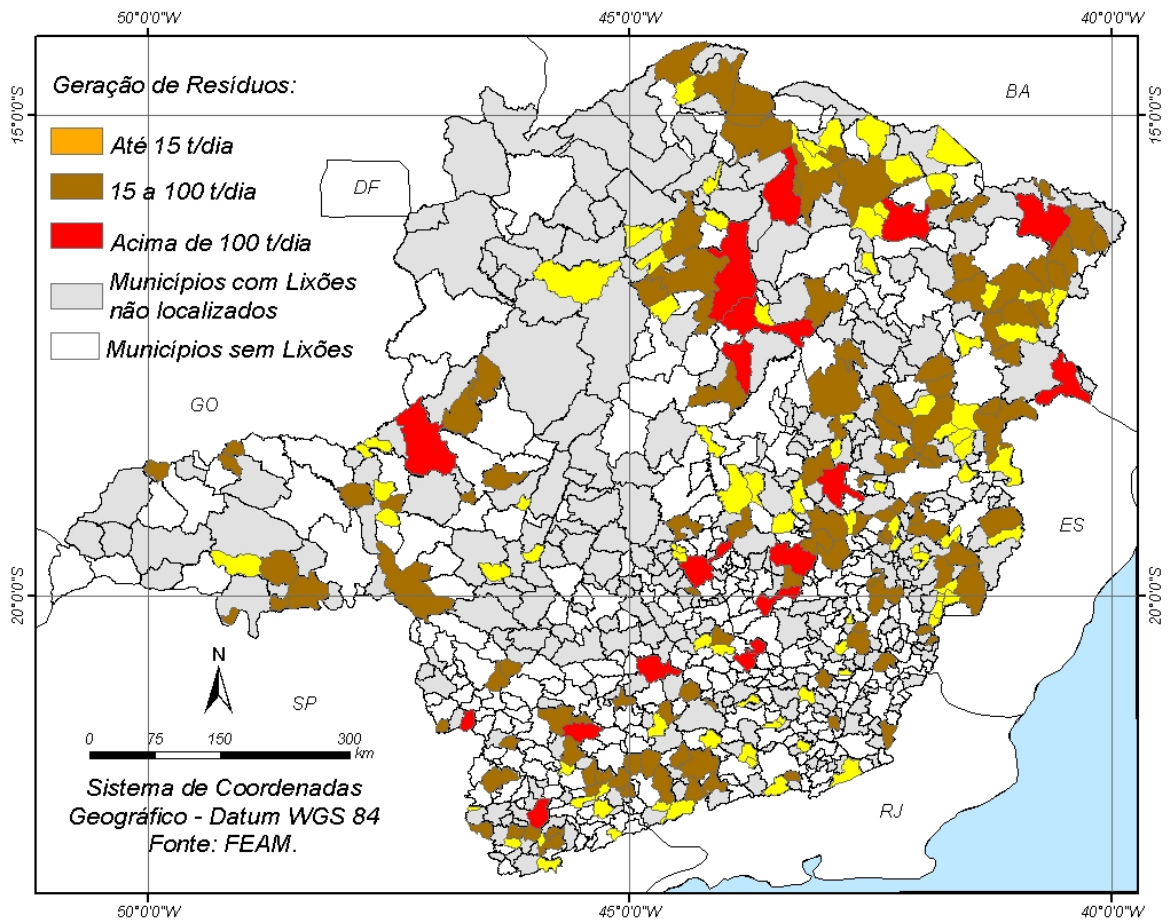 50°0'0"W 45°0'0"W 40°0'0"W
Geração de Resíduos:
Até 15 t/dia
15 a 100 t/dia
Acima de 100 t/dia
Municípios com Lixões
não localizados
Municípios sem Lixões
15°0'0"S
15°0'0"S
BA
DF
GO
ES
20°0'0"S
20°0'0"S
N
SP
RJ
0 75 150 300
km
Sistema de Coordenadas
Geográfico - Datum WGS 84
Fonte: FEAM.
50°0'0"W 45°0'0"W 40°0'0"W